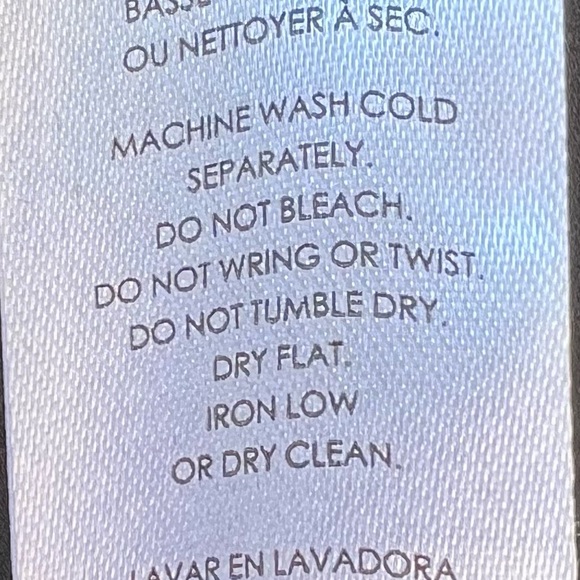 OU NETTOYER À SEC.
MACHINE WASH COLD
SEPARATELY.
DO NOT BLEACH.
DO NOT WRING OR TWIST.
DO NOT TUMBLE DRY.
DRY FLAT.
IRON LOW
OR DRY CLEAN.
LAVAR EN LAVADORA